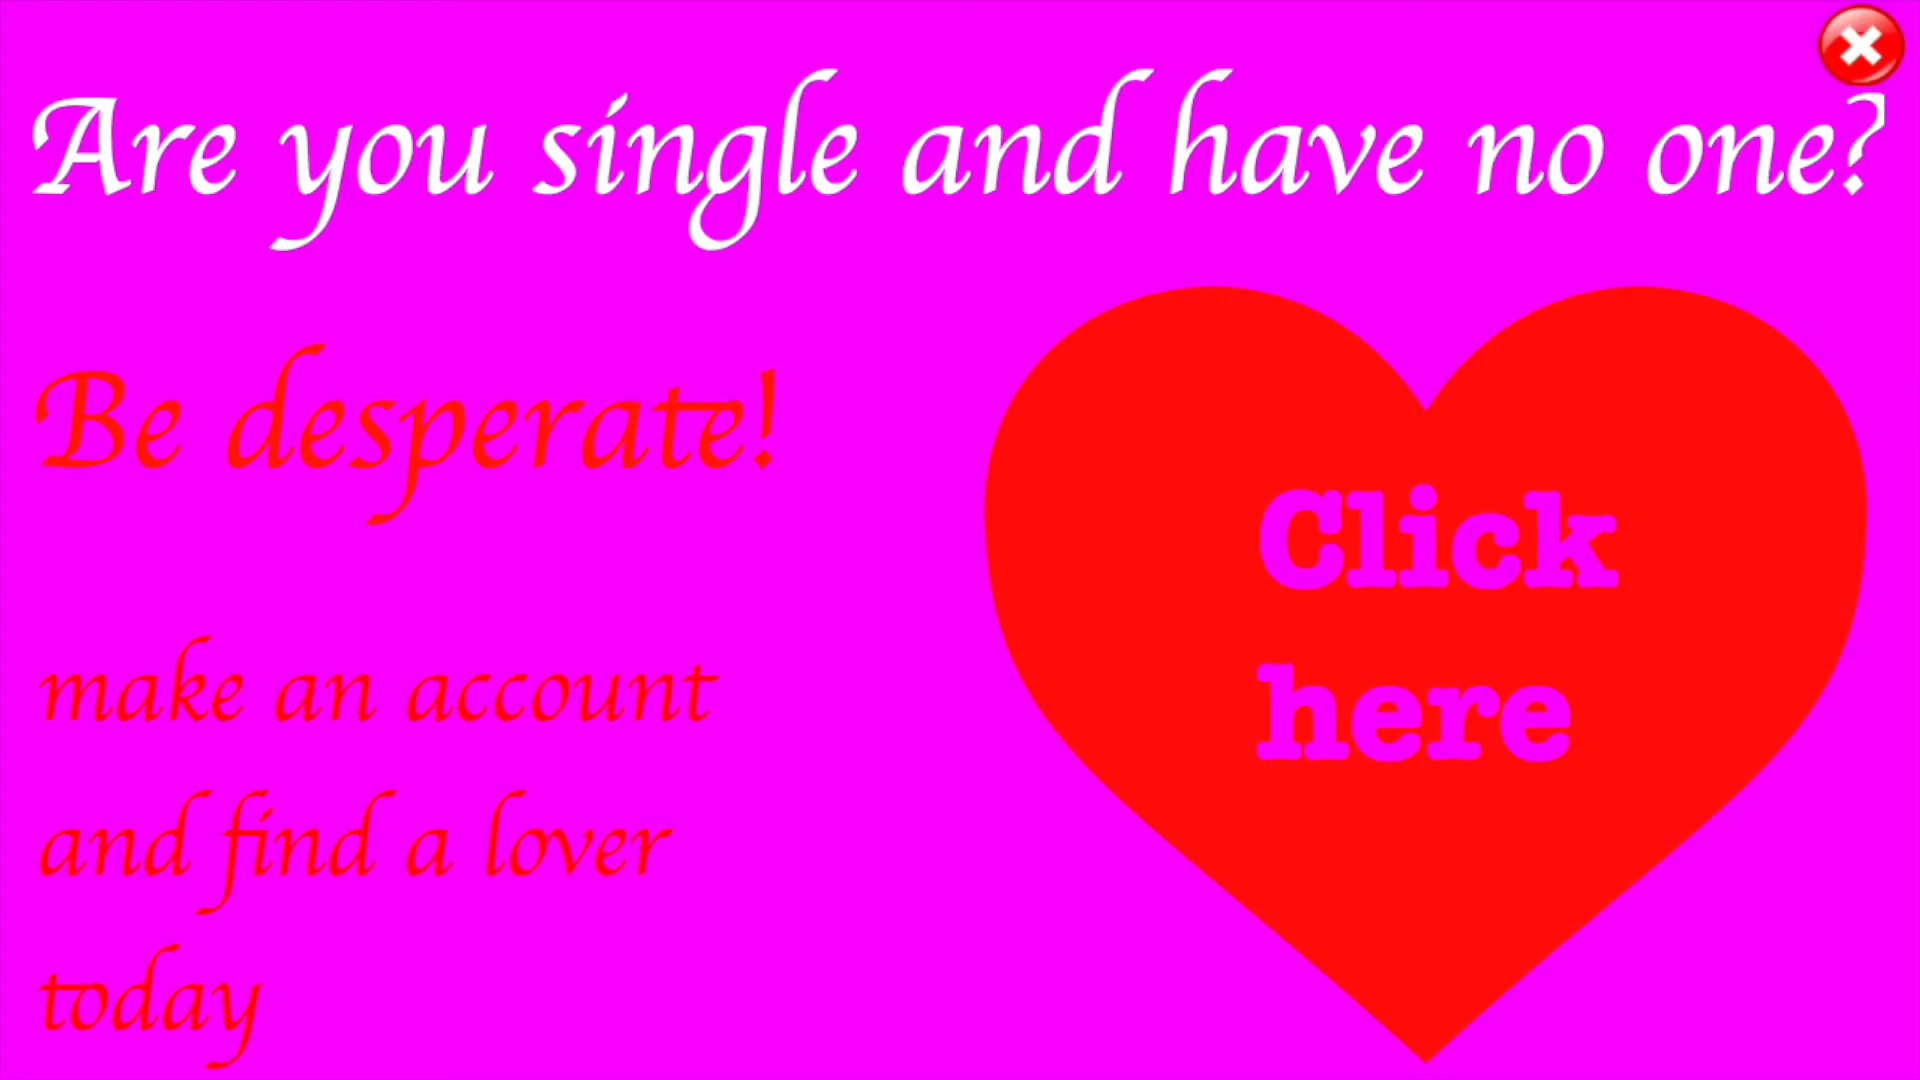 Are you single and have no one?
Be desperate!
make an account
and find a lover
today
Click
here